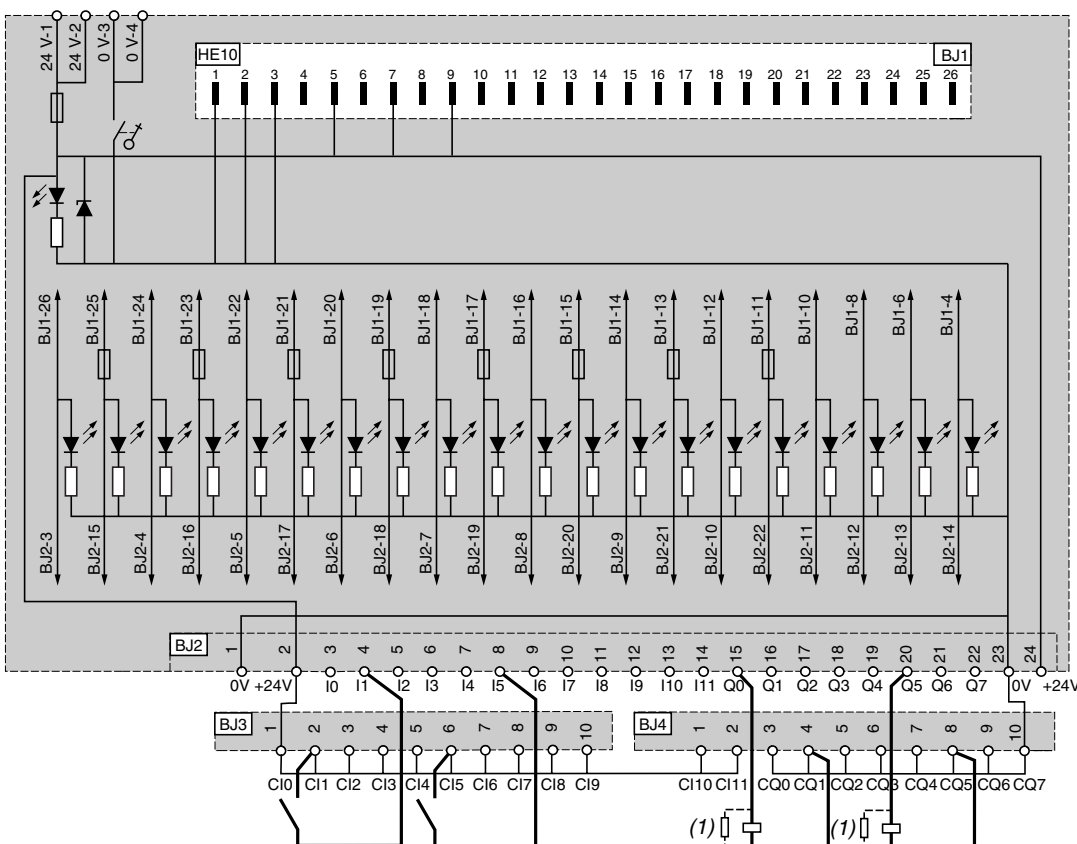 24 V-1 24 V-2 0 V-3 0 V-4
HE10 BJ1
1 2 3 4 5 6 7 8 9 10 11 12 13 14 15 16 17 18 19 20 21 22 23 24 25 26
BJ1-26 BJ1-25 BJ1-24 BJ1-23 BJ1-22 BJ1-21 BJ1-20 BJ1-19 BJ1-18 BJ1-17 BJ1-16 BJ1-15 BJ1-14 BJ1-13 BJ1-12 BJ1-11 BJ1-10 BJ1-8 BJ1-6 BJ1-4
BJ2-3 BJ2-15 BJ2-4 BJ2-16 BJ2-5 BJ2-17 BJ2-6 BJ2-18 BJ2-7 BJ2-19 BJ2-8 BJ2-20 BJ2-9 BJ2-21 BJ2-10 BJ2-22 BJ2-11 BJ2-12 BJ2-13 BJ2-14
BJ2 1 2 3 4 5 6 7 8 9 10 11 12 13 14 15 16 17 18 19 20 21 22 23 24
0V +24V I0 I1 I2 I3 I4 I5 I6 I7 I8 I9 I10 I11 Q0 Q1 Q2 Q3 Q4 Q5 Q6 Q7 0V +24V
BJ3 1 2 3 4 5 6 7 8 9 10 BJ4 1 2 3 4 5 6 7 8 9 10
CI0 CI1 CI2 CI3 CI4 CI5 CI6 CI7 CI8 CI9 CI10 CI11 CQ0 CQ1 CQ2 CQ3 CQ4 CQ5 CQ6 CQ7
(1) (1)